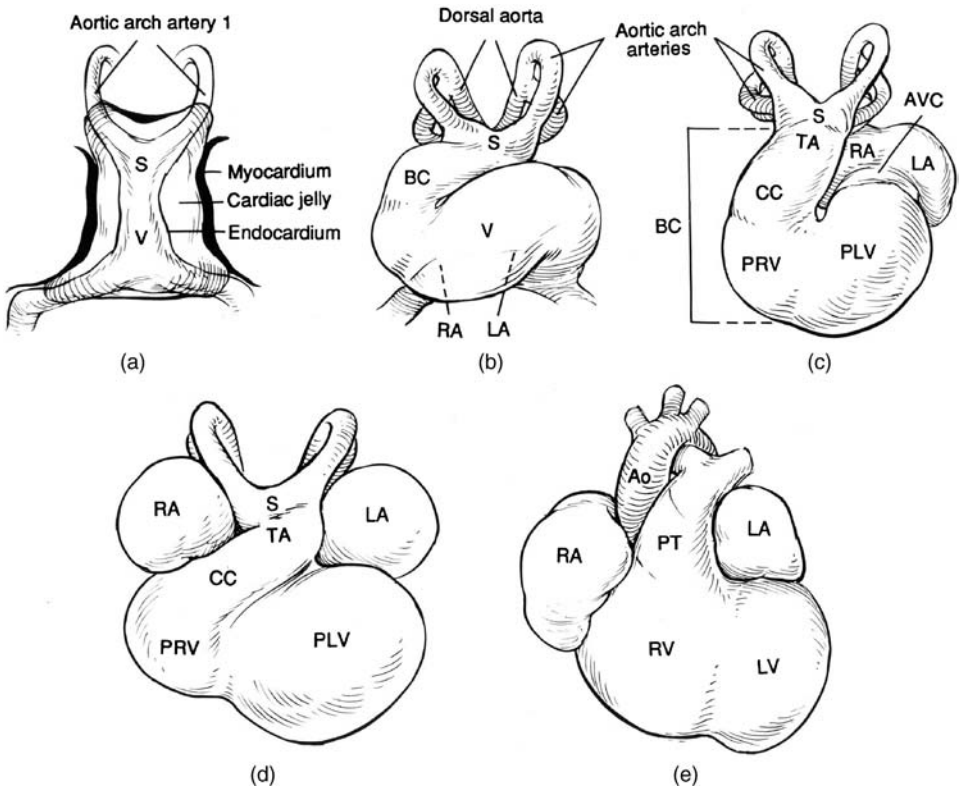 Aortic arch artery 1
S
V
Myocardium
Cardiac jelly
Endocardium
(a)
Dorsal aorta
Aortic arch
arteries
S
BC
V
RA
LA
(b)
AVC
S
TA
RA
LA
CC
BC
PRV
PLV
(c)
RA
S
LA
TA
CC
PRV
PLV
(d)
Ao
RA
PT
LA
RV
LV
(e)